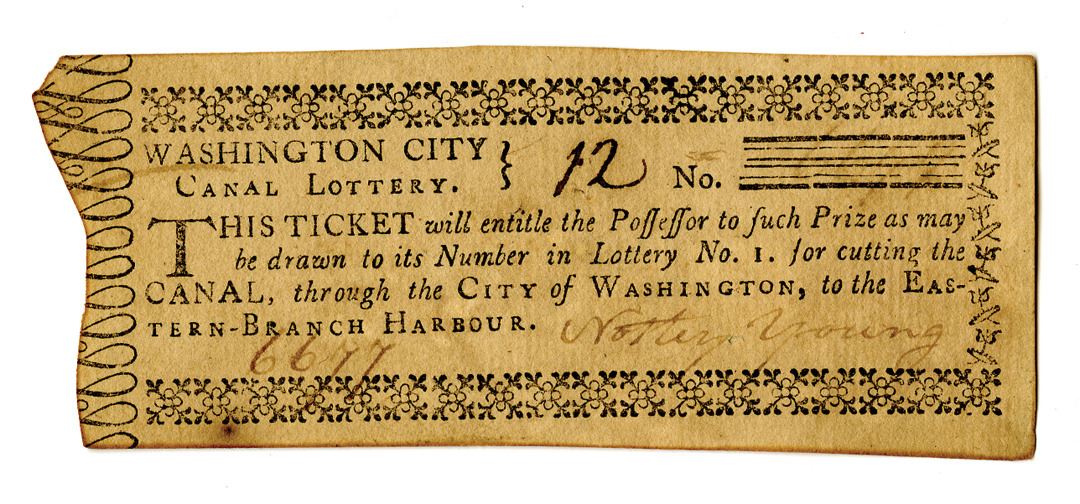 WASHINGTON CITY } 12 No.
CANAL LOTTERY.
THIS TICKET will entitle the Poſſeſſor to ſuch Prize as may
be drawn to its Number in Lottery No. I. for cutting the
CANAL, through the CITY of WASHINGTON, to the EAS-
TERN-BRANCH HARBOUR. Notley Young
6677